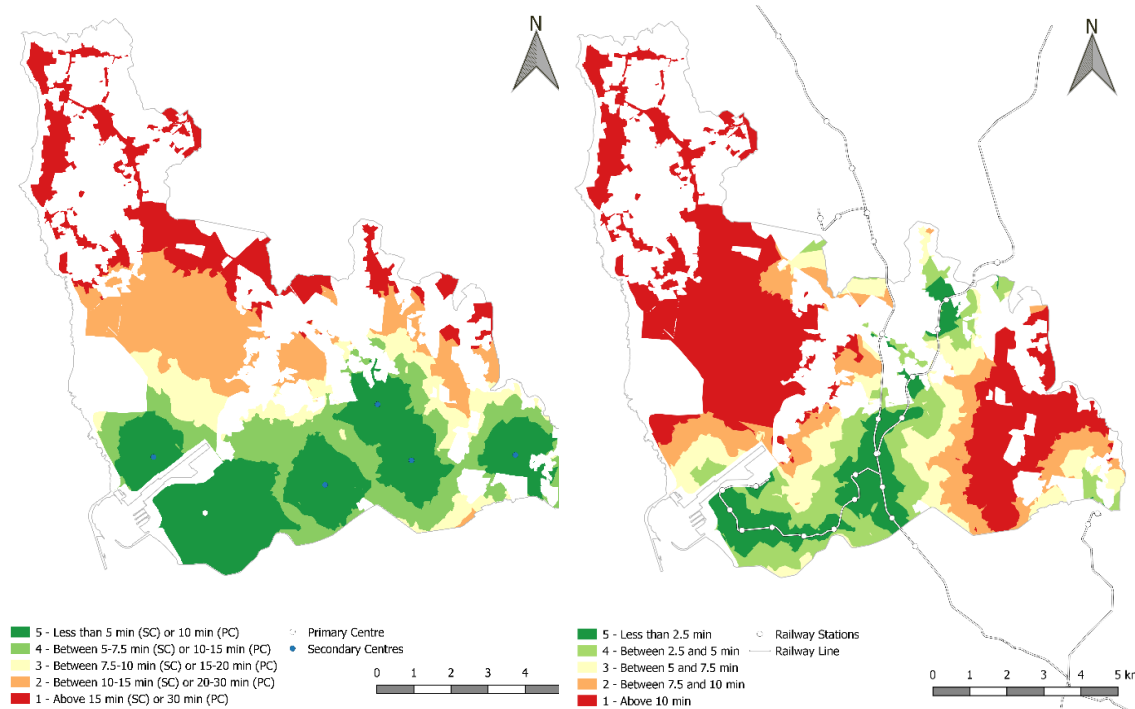 N
5 - Less than 5 min (SC) or 10 min (PC)
4 - Between 5-7.5 min (SC) or 10-15 min (PC)
3 - Between 7.5-10 min (SC) or 15-20 min (PC)
2 - Between 10-15 min (SC) or 20-30 min (PC)
1 - Above 15 min (SC) or 30 min (PC)
Primary Centre
Secondary Centres
0 1 2 3 4
N
5 - Less than 2.5 min
4 - Between 2.5 and 5 min
3 - Between 5 and 7.5 min
2 - Between 7.5 and 10 min
1 - Above 10 min
Railway Stations
Railway Line
0 1 2 3 4 5 km